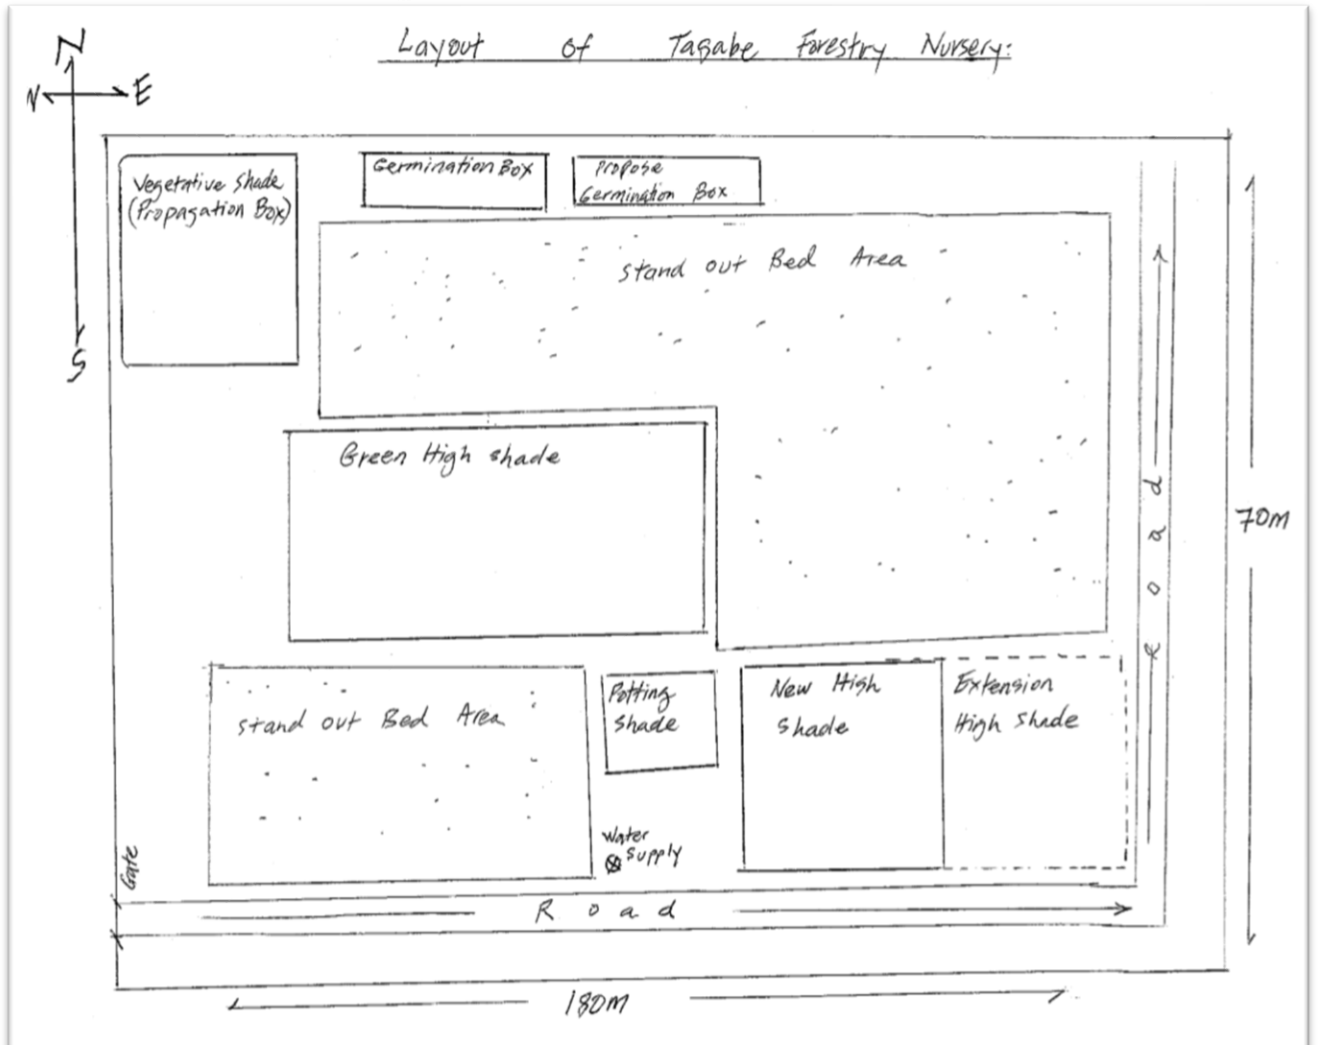 Layout of Tagabe Forestry Nursery:
N
W
E
S
Vegetative Shade
(Propagation Box)
Germination Box
Propose
Germination Box
Stand out Bed Area
Green High shade
Road
70m
Stand out Bed Area
Potting
Shade
New High
Shade
Extension
High Shade
Water
Supply
Gate
Road
180m